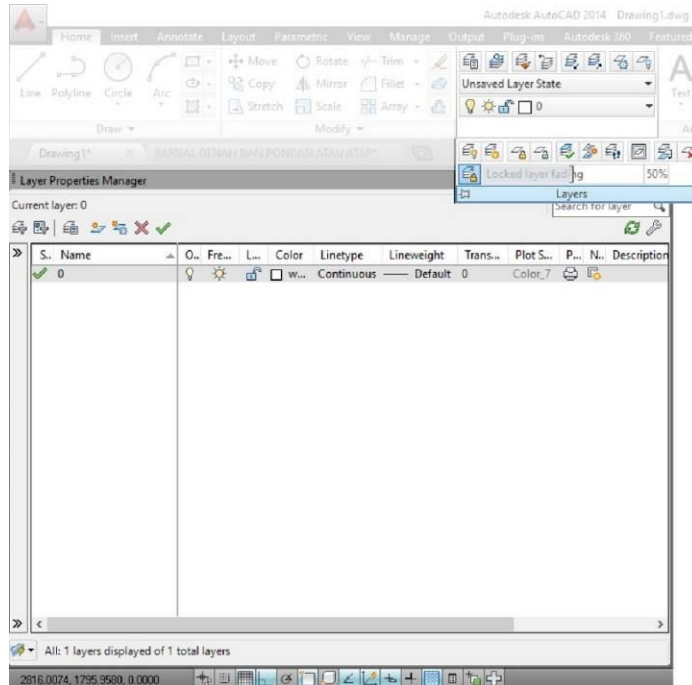 Autodesk AutoCAD 2014 Drawing1.dwg
Home Insert Annotate Layout Parametric View Manage Output Plug-ins Autodesk 360 Featured
Line Polyline Circle Arc
Move Rotate Trim
Copy Mirror Fillet
Stretch Scale Array
Unsaved Layer State
0
Text
Draw Modify
Drawing1* PARSIAL DENAH DAN PONDASI ATAU ATAP*
Locked layer fading 50%
Layers
Layer Properties Manager
Current layer: 0
Search for layer
S.. Name O.. Fre... L... Color Linetype Lineweight Trans... Plot S... P... N.. Description
0 w... Continuous Default 0 Color_7
All: 1 layers displayed of 1 total layers
2816.0074, 1795.9580, 0.0000